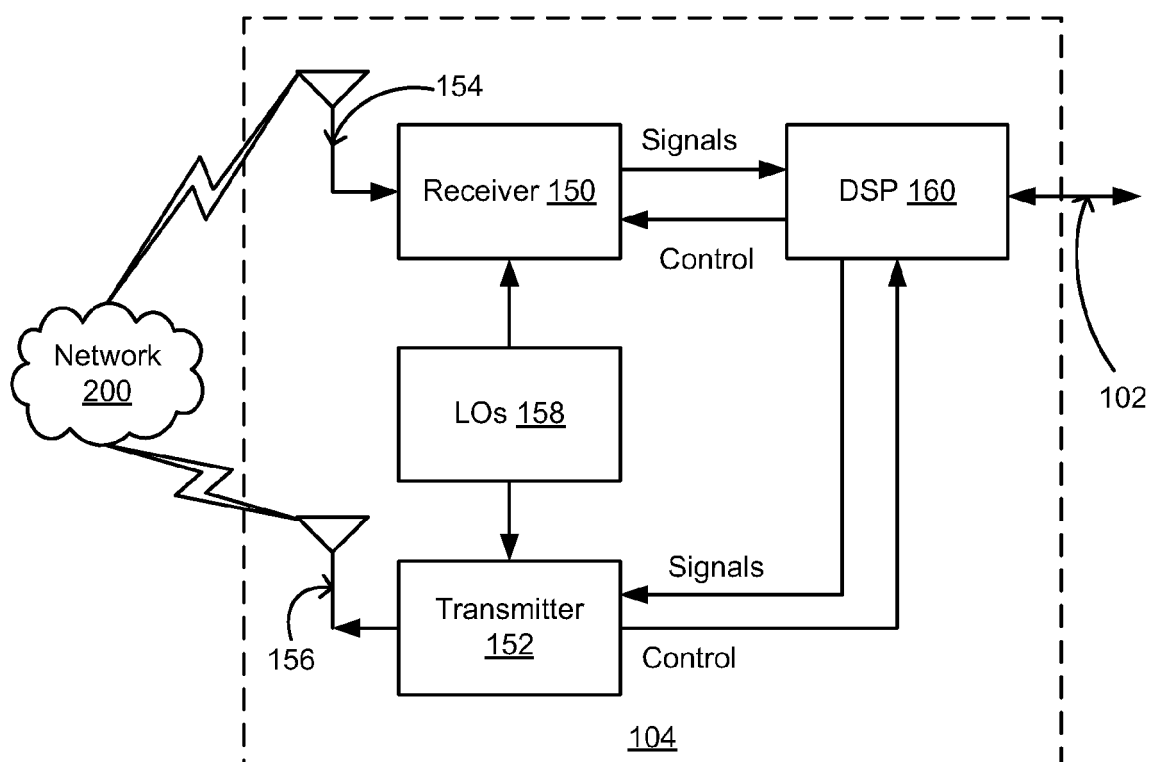 154
Signals
Receiver 150
DSP 160
Control
Network
200
102
LOs 158
Signals
Transmitter
152
Control
156
104